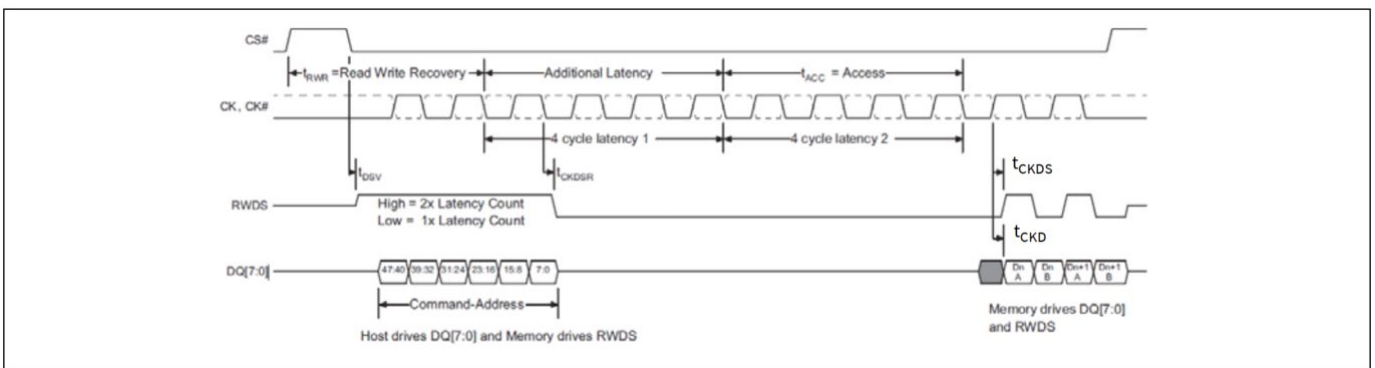 CS#
tRWR =Read Write Recovery
Additional Latency
tACC = Access
CK, CK#
4 cycle latency 1
4 cycle latency 2
tDSV
tCKDSR
tCKDS
RWDS
High = 2x Latency Count
Low = 1x Latency Count
tCKD
DQ[7:0]
47:40 39:32 31:24 23:16 15:8 7:0
Dn A
Dn B
Dn+1 A
Dn+1 B
Command-Address
Memory drives DQ[7:0]
and RWDS
Host drives DQ[7:0] and Memory drives RWDS